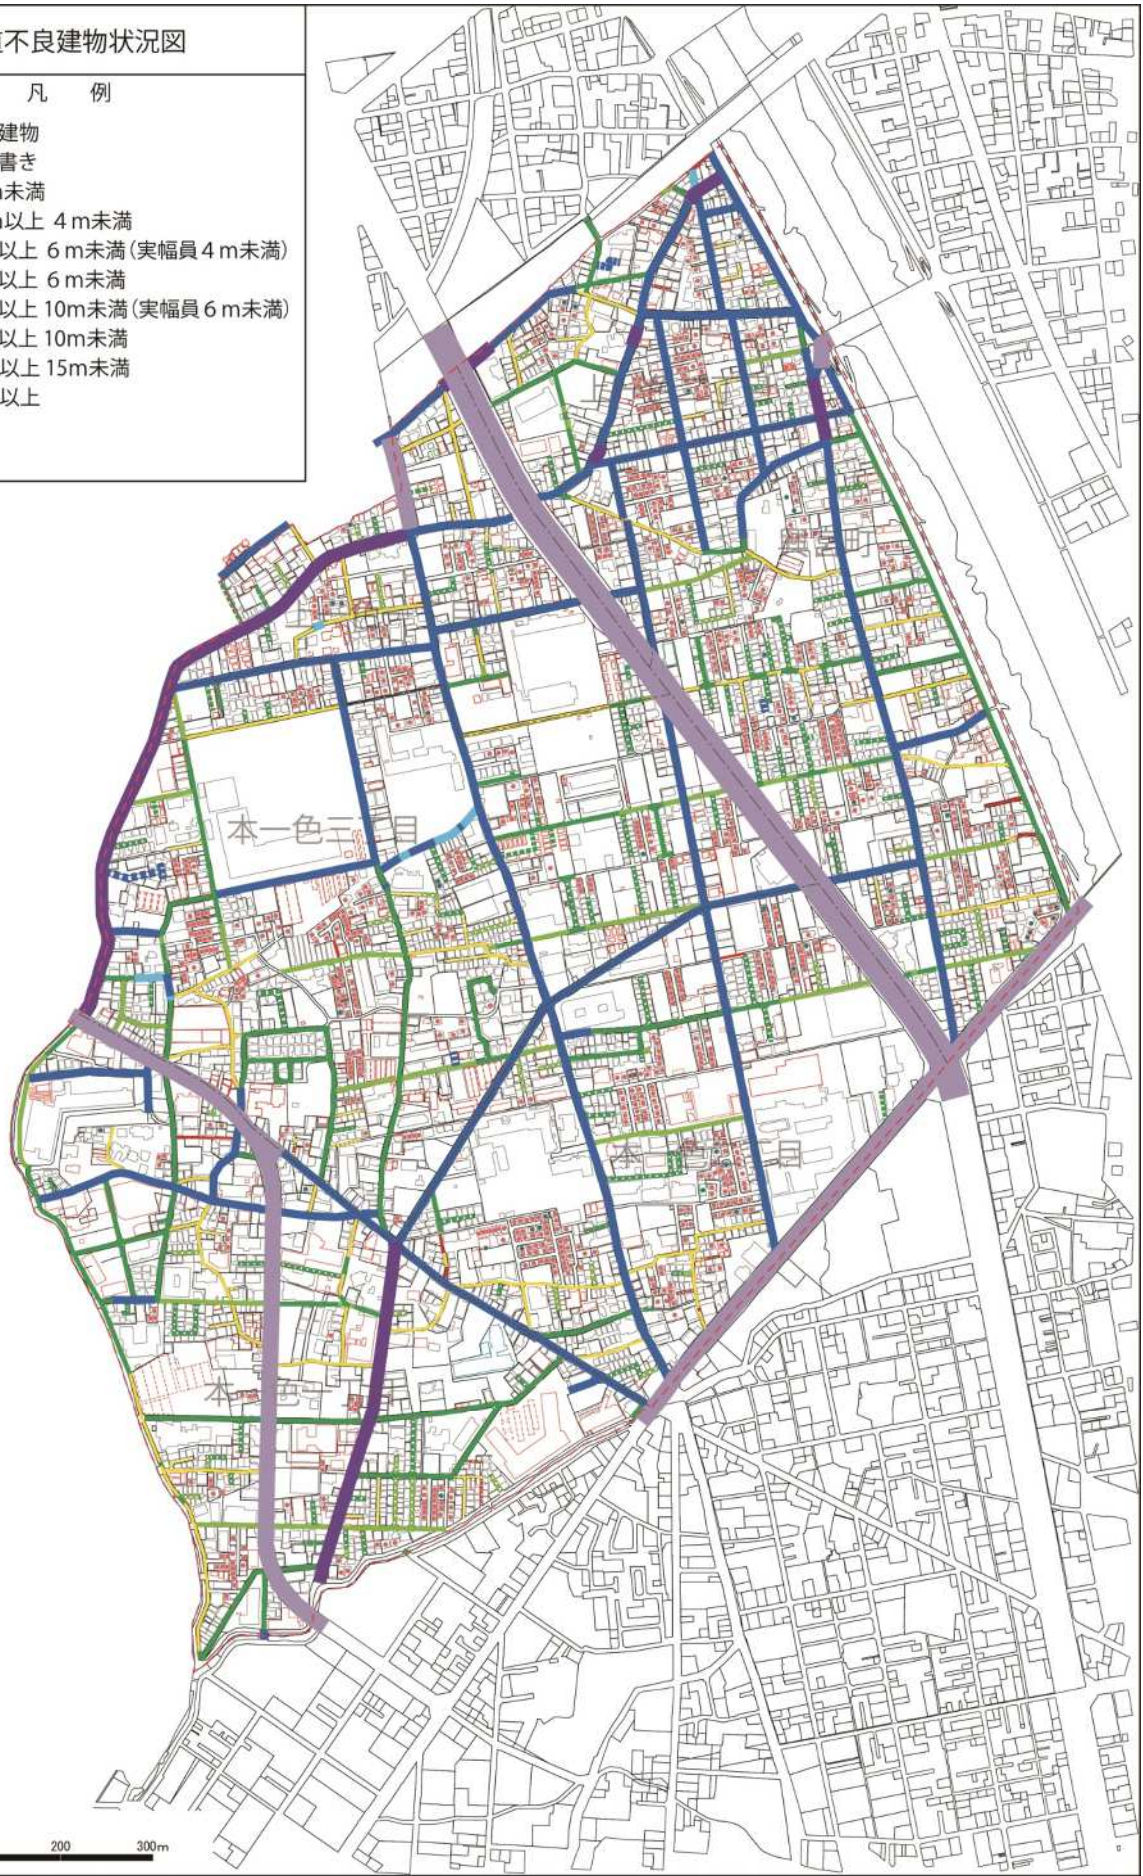 不良建物状況図
凡 例
建物
書き
未満
以上 4m未満
以上 6m未満(実幅員4m未満)
以上 6m未満
以上 10m未満(実幅員6m未満)
以上 10m未満
以上 15m未満
以上
本一色三丁目
200 300m